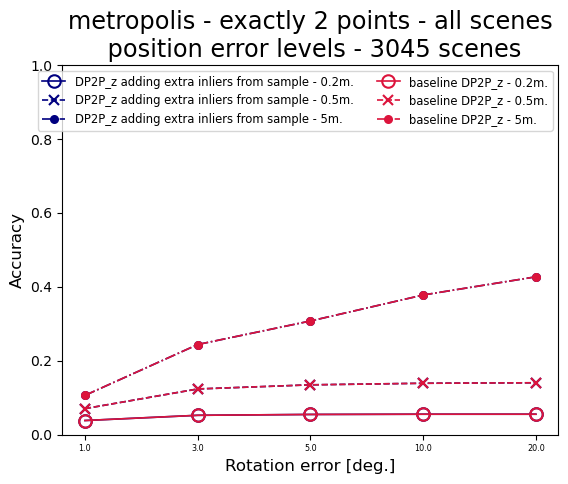 metropolis - exactly 2 points - all scenes
position error levels - 3045 scenes
DP2P_z adding extra inliers from sample - 0.2m.
DP2P_z adding extra inliers from sample - 0.5m.
DP2P_z adding extra inliers from sample - 5m.
baseline DP2P_z - 0.2m.
baseline DP2P_z - 0.5m.
baseline DP2P_z - 5m.
1.0
0.8
0.6
0.4
0.2
0.0
Accuracy
1.0 3.0 5.0 10.0 20.0
Rotation error [deg.]